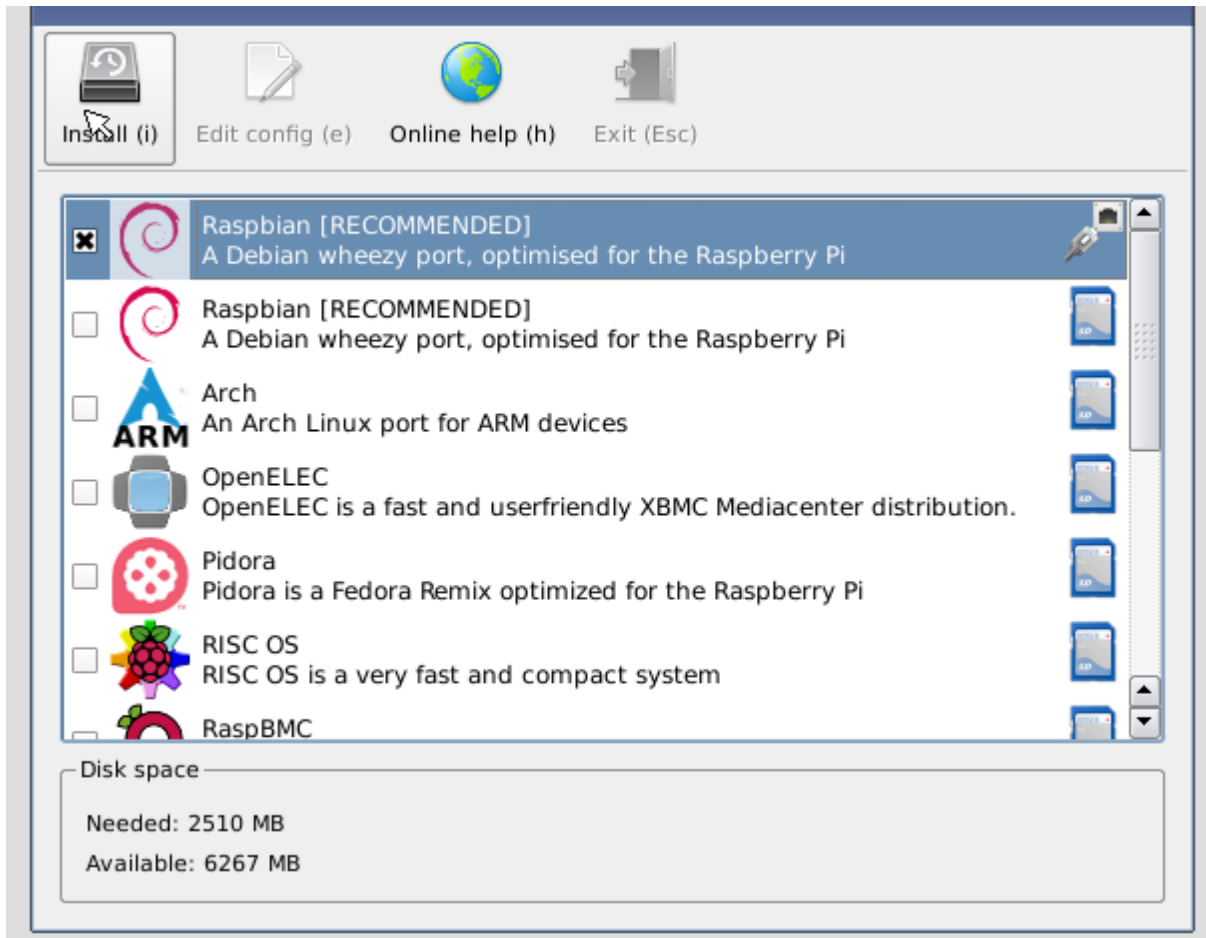 Install (i)
Edit config (e)
Online help (h)
Exit (Esc)
Raspbian [RECOMMENDED]
A Debian wheezy port, optimised for the Raspberry Pi
Raspbian [RECOMMENDED]
A Debian wheezy port, optimised for the Raspberry Pi
Arch
An Arch Linux port for ARM devices
ARM
OpenELEC
OpenELEC is a fast and userfriendly XBMC Mediacenter distribution.
Pidora
Pidora is a Fedora Remix optimized for the Raspberry Pi
RISC OS
RISC OS is a very fast and compact system
RaspBMC
Disk space
Needed: 2510 MB
Available: 6267 MB